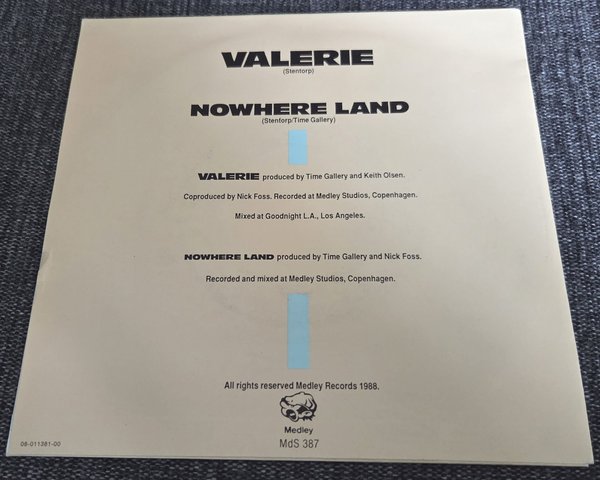 VALERIE
(Stentorp)
NOWHERE LAND
(Stentorp/Time Gallery)
VALERIE produced by Time Gallery and Keith Olsen.
Coproduced by Nick Foss. Recorded at Medley Studios, Copenhagen.
Mixed at Goodnight L.A., Los Angeles.
NOWHERE LAND produced by Time Gallery and Nick Foss.
Recorded and mixed at Medley Studios, Copenhagen.
All rights reserved Medley Records 1988.
Medley
MdS 387
08-011381-00